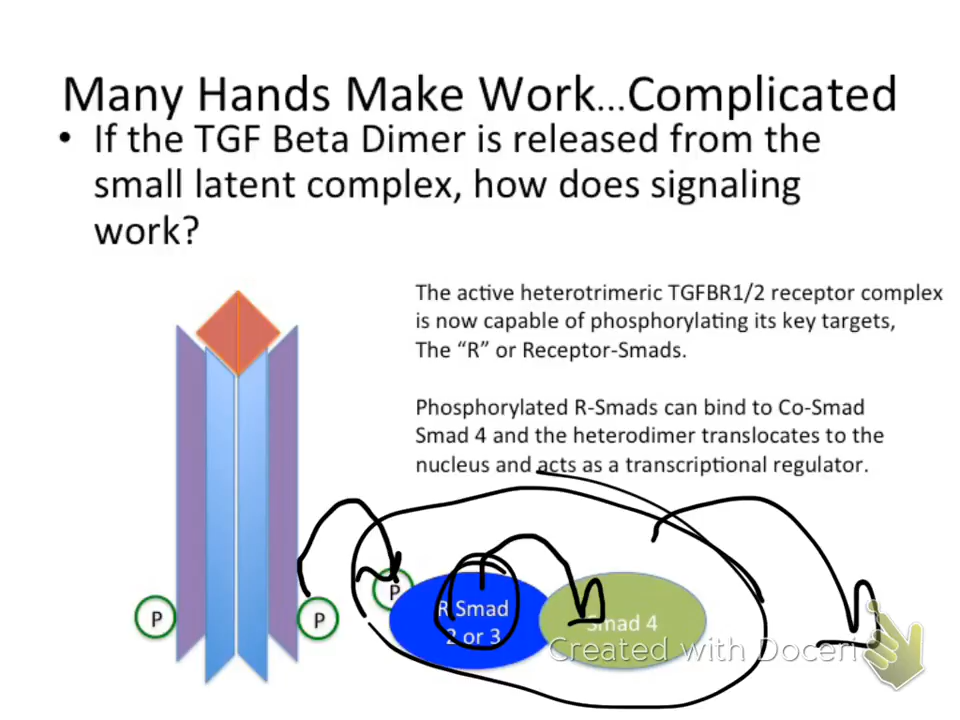 Many Hands Make Work...Complicated
• If the TGF Beta Dimer is released from the
small latent complex, how does signaling
work?
The active heterotrimeric TGFBR1/2 receptor complex
is now capable of phosphorylating its key targets,
The “R” or Receptor-Smads.
Phosphorylated R-Smads can bind to Co-Smad
Smad 4 and the heterodimer translocates to the
nucleus and acts as a transcriptional regulator.
P
P
P
R Smad
2 or 3
Smad 4
Created with Doceri